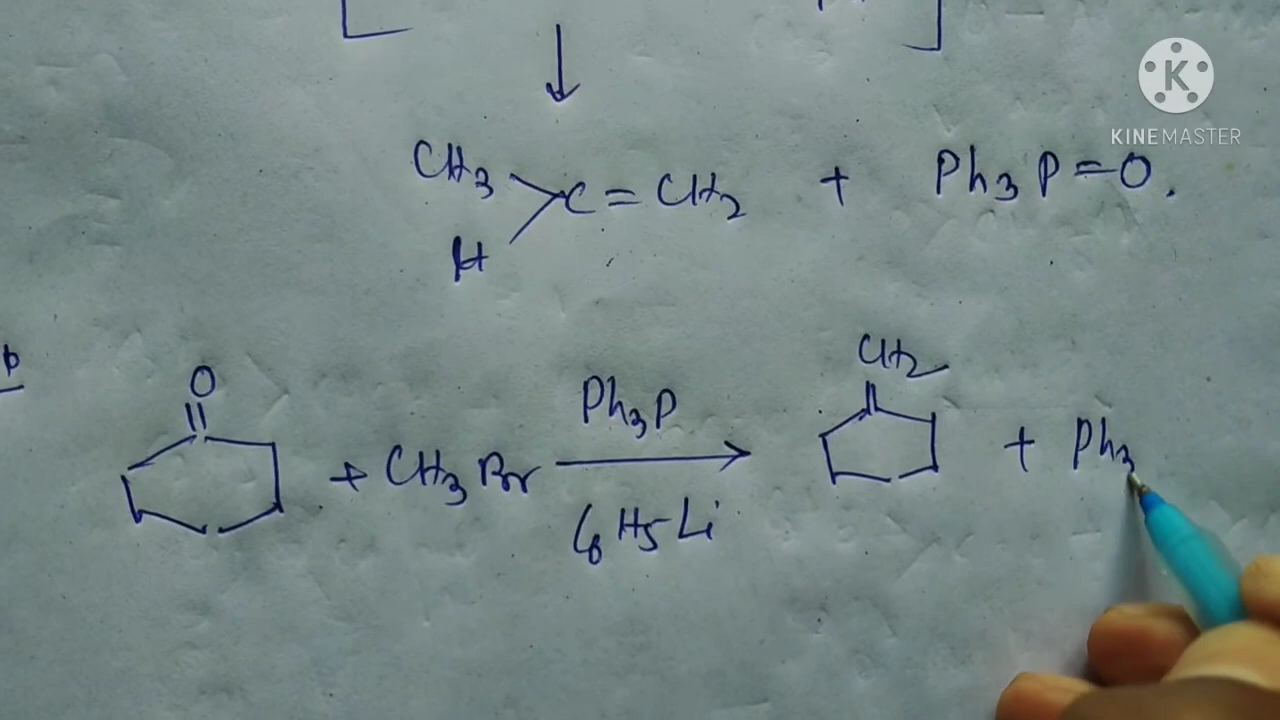 CH3
C=CH2 + Ph3P=O.
H
O
CH2
Ph3P
+ CH3Br
+ Ph3
C6H5Li
K
KINEMASTER